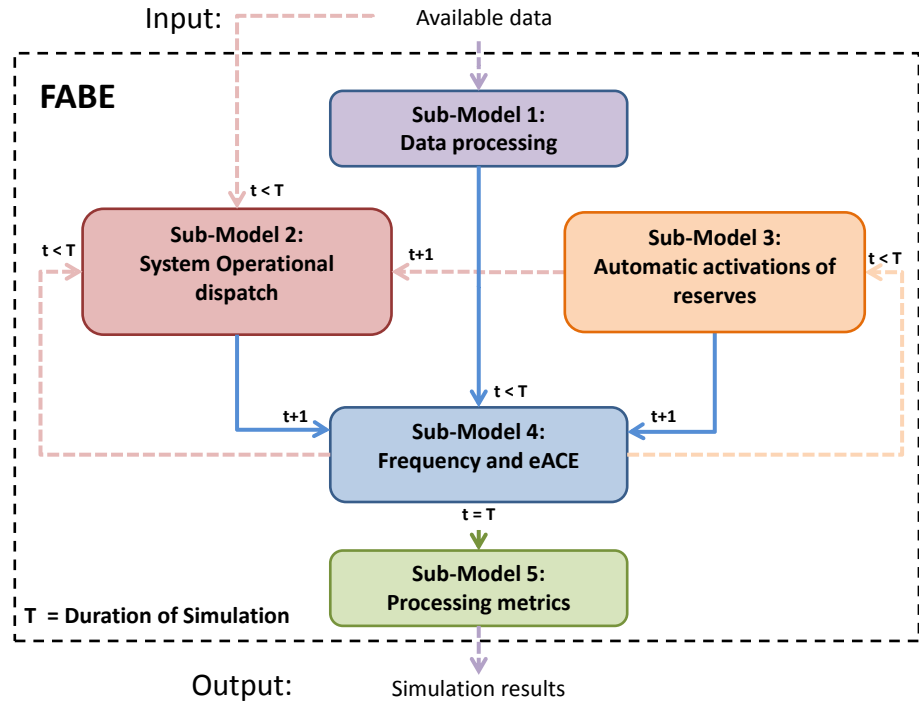 Input:
Available data
FABE
Sub-Model 1:
Data processing
t < T
Sub-Model 2:
System Operational
dispatch
t < T
t+1
Sub-Model 3:
Automatic activations of
reserves
t < T
t < T
t+1
t+1
Sub-Model 4:
Frequency and eACE
t = T
Sub-Model 5:
Processing metrics
T = Duration of Simulation
Output:
Simulation results